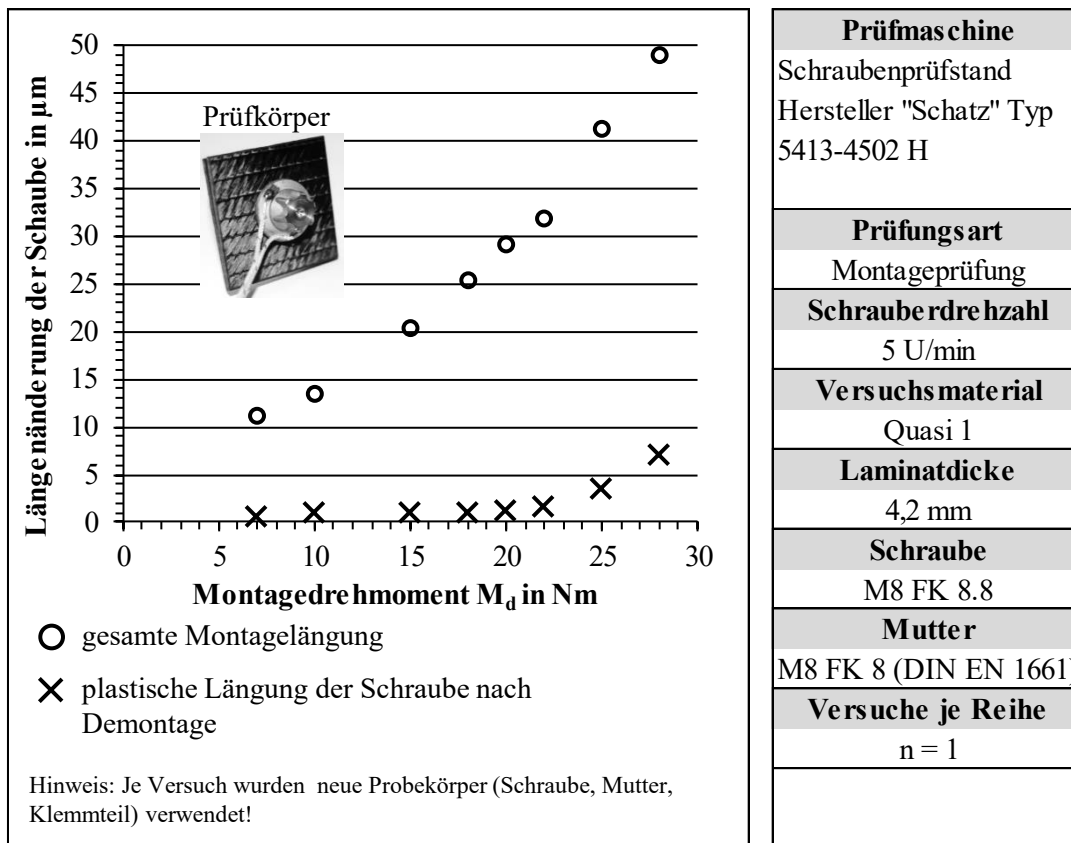 Längenänderung der Schaube in µm
50
45
40
35
30
25
20
15
10
5
0
Prüfkörper
0 5 10 15 20 25 30
Montagedrehmoment Md in Nm
gesamte Montagelängung
plastische Längung der Schraube nach
Demontage
Hinweis: Je Versuch wurden neue Probekörper (Schraube, Mutter,
Klemmteil) verwendet!
Prüfmaschine
Schraubenprüfstand
Hersteller "Schatz" Typ
5413-4502 H
Prüfungsart
Montageprüfung
Schrauberdrehzahl
5 U/min
Versuchsmaterial
Quasi 1
Laminatdicke
4,2 mm
Schraube
M8 FK 8.8
Mutter
M8 FK 8 (DIN EN 1661)
Versuche je Reihe
n = 1